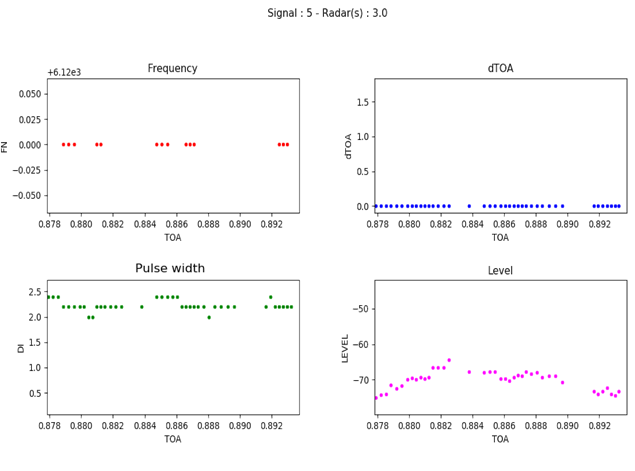 Signal : 5 - Radar(s) : 3.0
Frequency
+6.12e3
0.050
0.025
0.000
−0.025
−0.050
FN
0.878 0.880 0.882 0.884 0.886 0.888 0.890 0.892
TOA
dTOA
1.5
1.0
0.5
0.0
dTOA
0.878 0.880 0.882 0.884 0.886 0.888 0.890 0.892
TOA
Pulse width
2.5
2.0
1.5
1.0
0.5
DI
0.878 0.880 0.882 0.884 0.886 0.888 0.890 0.892
TOA
Level
−50
−60
−70
LEVEL
0.878 0.880 0.882 0.884 0.886 0.888 0.890 0.892
TOA